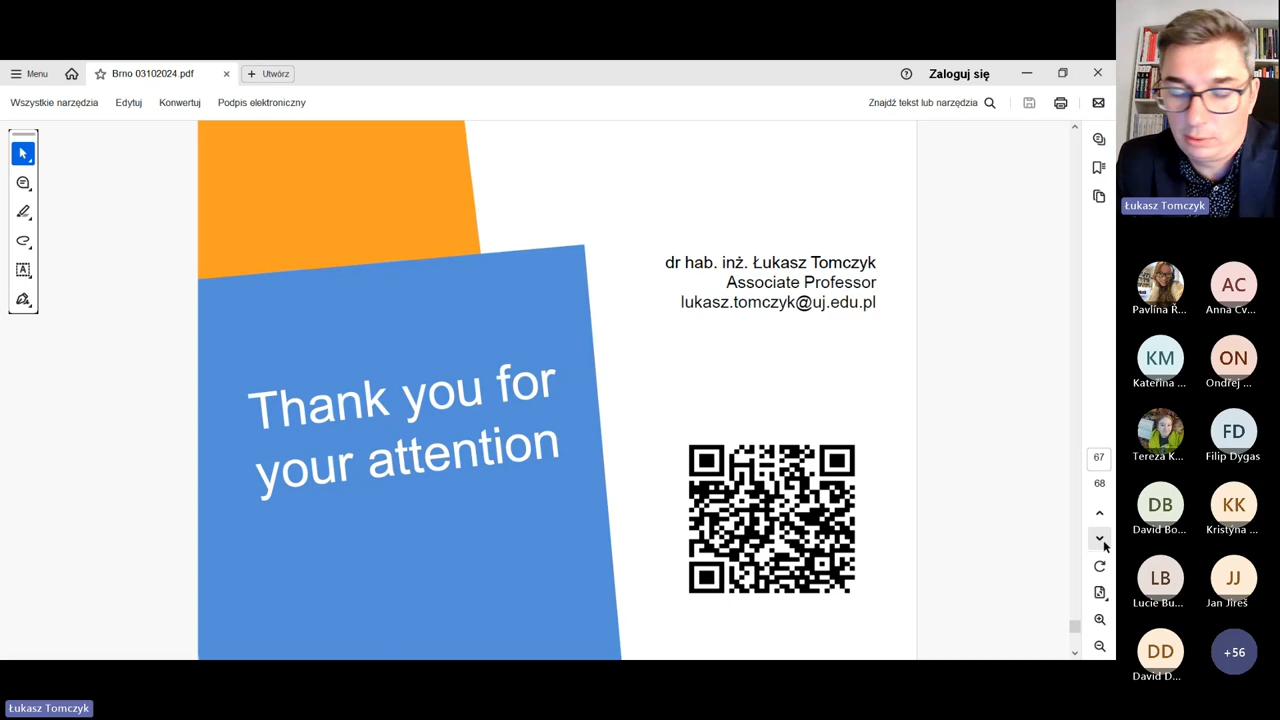 Menu
Brno 03102024.pdf
Utwórz
Zaloguj się
Wszystkie narzędzia
Edytuj
Konwertuj
Podpis elektroniczny
Znajdź tekst lub narzędzia
dr hab. inż. Łukasz Tomczyk
Associate Professor
lukasz.tomczyk@uj.edu.pl
Thank you for
your attention
67
68
Łukasz Tomczyk
Pavlína Ř...
AC
Anna Cv...
KM
Kateřina ...
ON
Ondřej ...
Tereza K...
FD
Filip Dygas
DB
David Bo...
KK
Kristýna ...
LB
Lucie Bu...
JJ
Jan Jireš
DD
David D...
+56
Łukasz Tomczyk